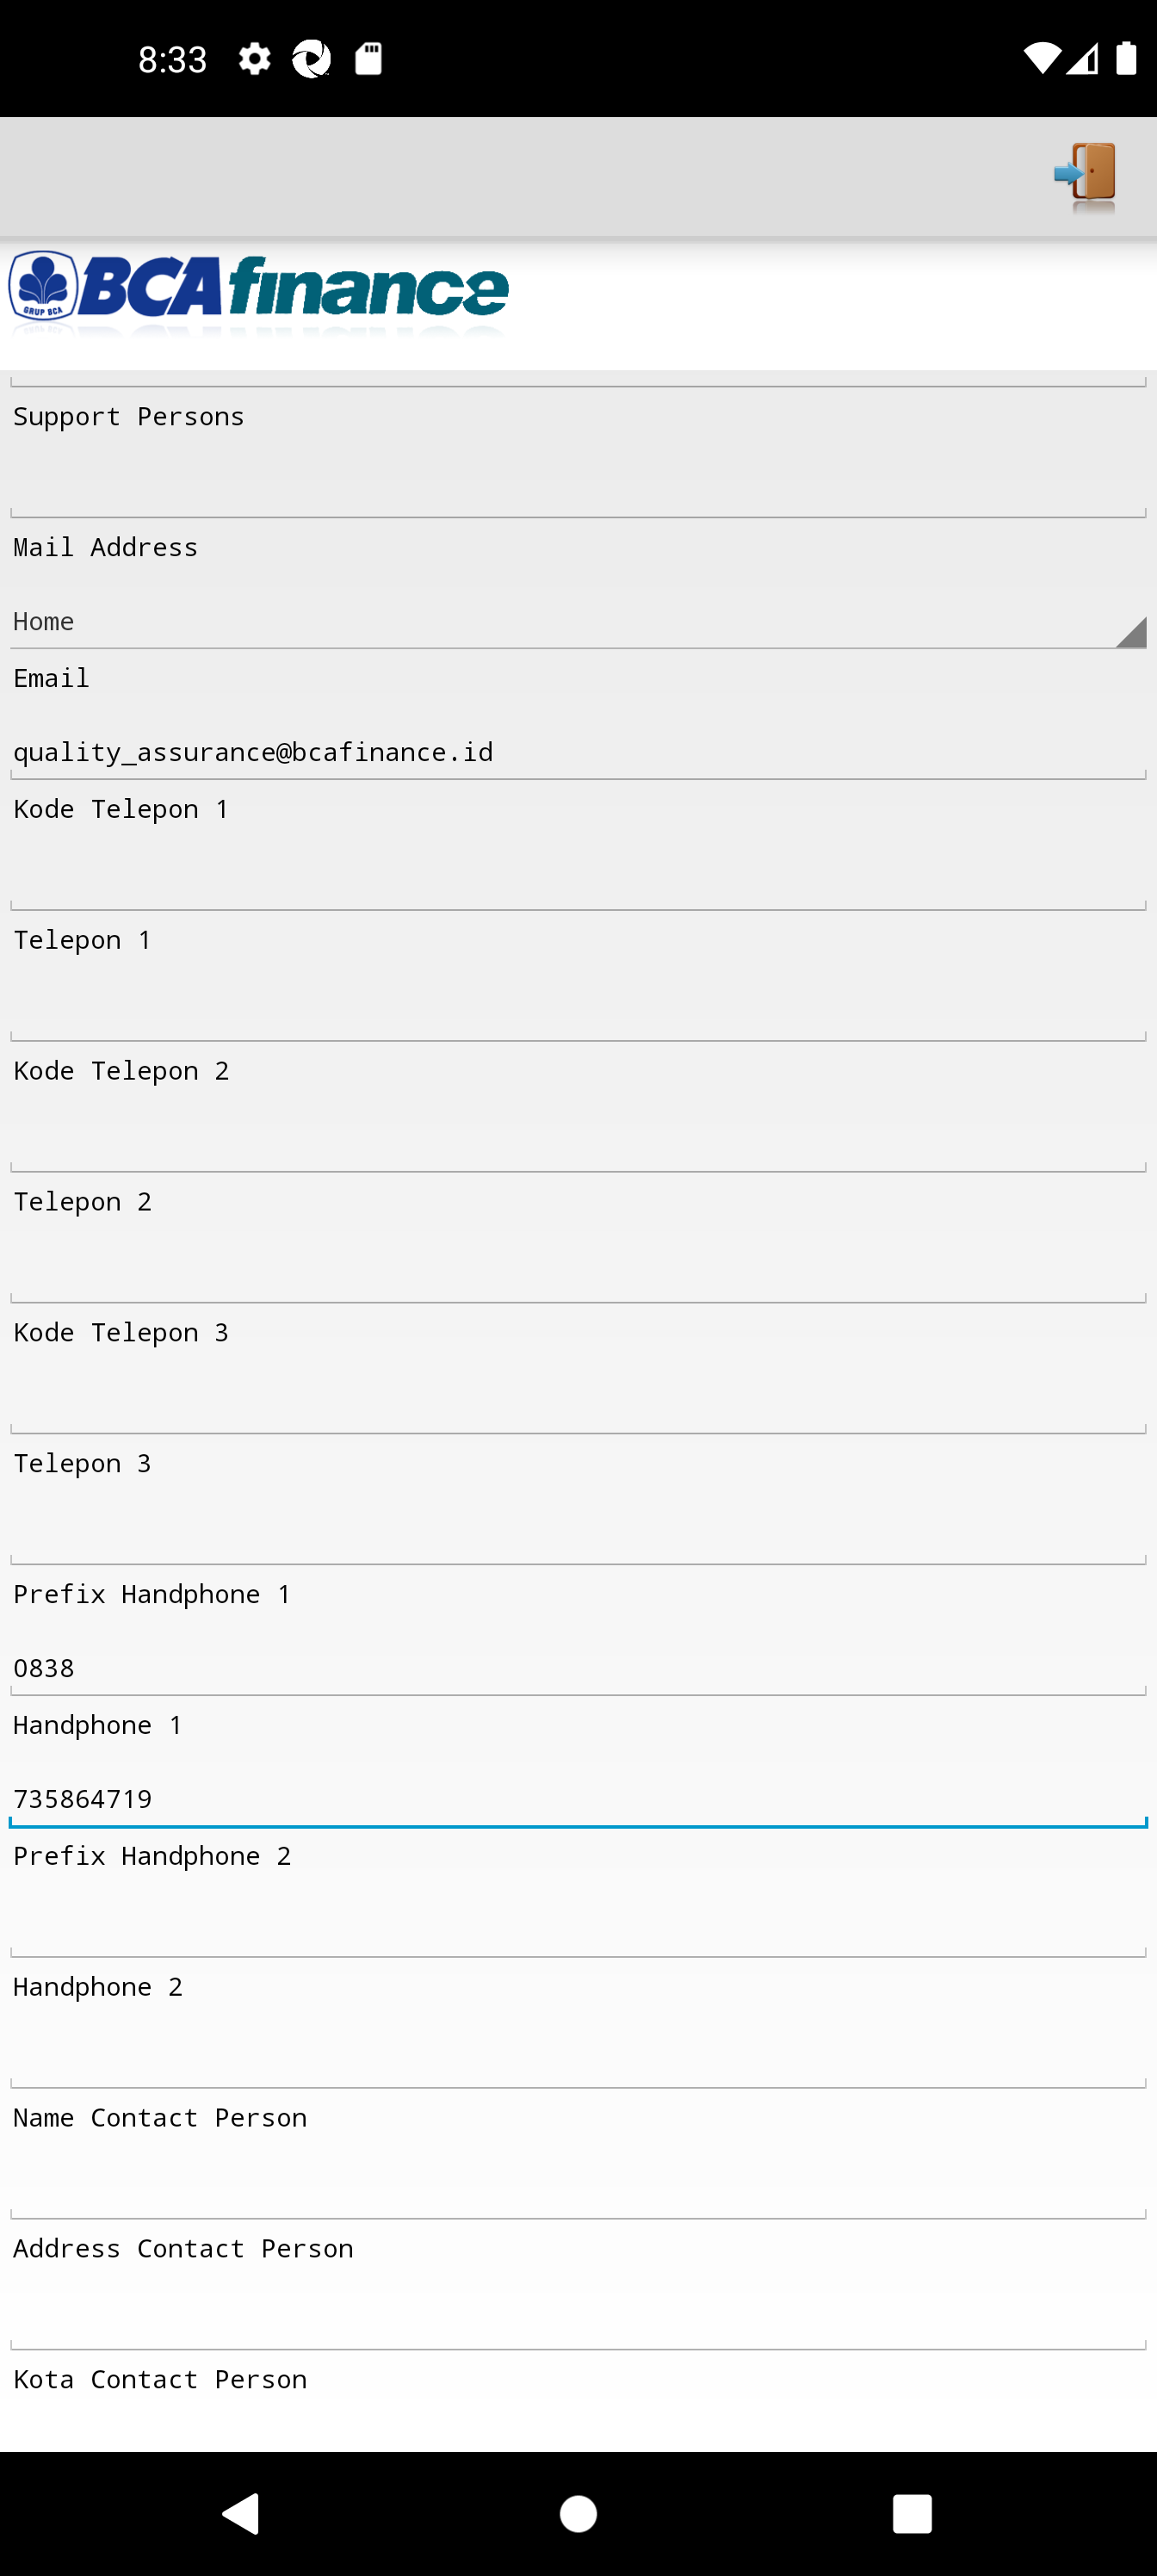 8:33
GRUP BCA
BCA finance
Support Persons
Mail Address
Home
Email
quality_assurance@bcafinance.id
Kode Telepon 1
Telepon 1
Kode Telepon 2
Telepon 2
Kode Telepon 3
Telepon 3
Prefix Handphone 1
0838
Handphone 1
735864719
Prefix Handphone 2
Handphone 2
Name Contact Person
Address Contact Person
Kota Contact Person